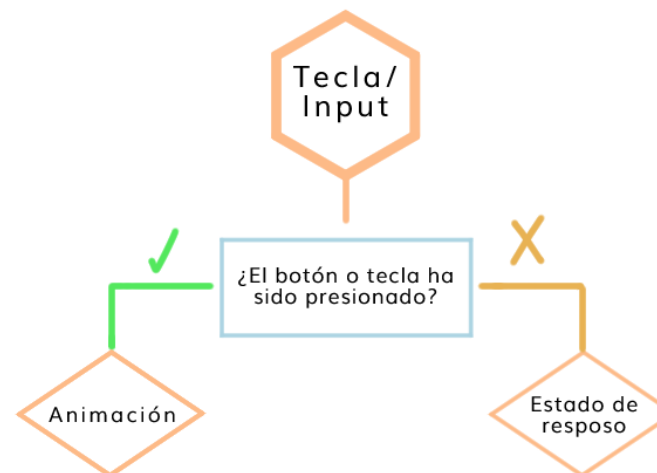 Tecla/
Input
¿El botón o tecla ha
sido presionado?
Animación
Estado de
resposo